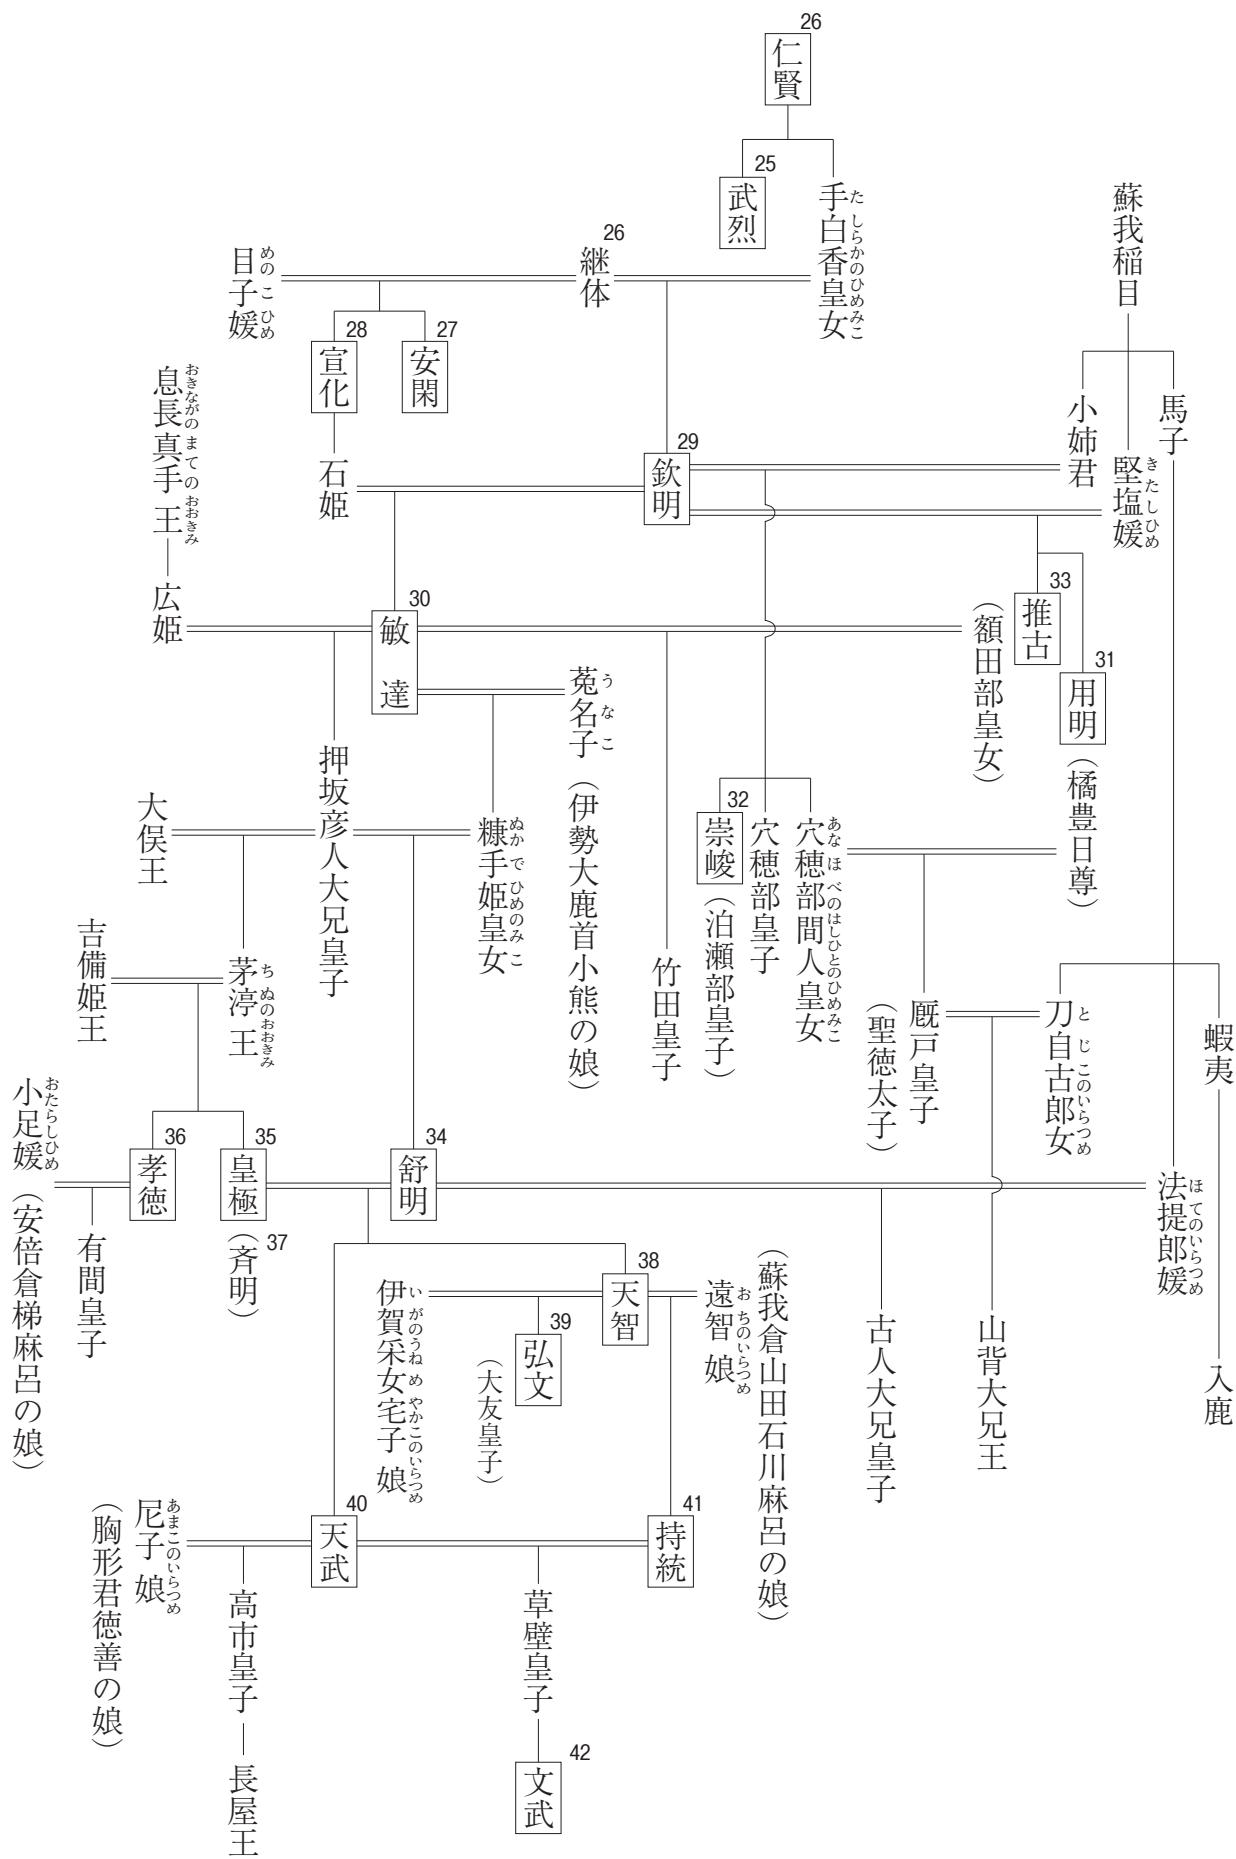 26
仁賢
25
武烈
手白香皇女
たしらかのひめみこ
蘇我稲目
26
継体
目子媛
めのこひめ
28
宣化
27
安閑
馬子
小姉君
堅塩媛
きたしひめ
息長真手王
おきながのまてのおおきみ
広姫
石姫
29
欽明
30
敏達
33
推古
(額田部皇女)
31
用明
(橘豊日尊)
菟名子
うなこ
(伊勢大鹿首小熊の娘)
押坂彦人大兄皇子
大俣王
糠手姫皇女
ぬかでひめのみこ
32
崇峻
(泊瀬部皇子)
穴穂部皇子
穴穂部間人皇女
あなほべのはしひとのひめみこ
竹田皇子
吉備姫王
茅渟王
ちぬのおおきみ
厩戸皇子
(聖徳太子)
刀自古郎女
とじこのいらつめ
蝦夷
小足媛
おたらしひめ
(安倍倉梯麻呂の娘)
36
孝徳
35
皇極
37
(斉明)
34
舒明
法提郎媛
ほてのいらつめ
有間皇子
38
天智
伊賀采女宅子娘
いがのうねめやかこのいらつめ
39
弘文
(大友皇子)
遠智娘
おちのいらつめ
(蘇我倉山田石川麻呂の娘)
古人大兄皇子
山背大兄王
入鹿
尼子娘
あまこのいらつめ
(胸形君徳善の娘)
40
天武
41
持統
高市皇子
草壁皇子
長屋王
42
文武